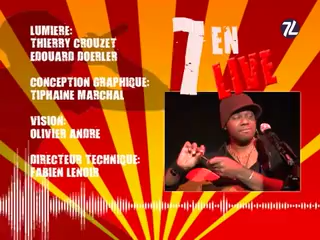 LUMIERE:
THIERRY CROUZET
EDOUARD DOERLER
CONCEPTION GRAPHIQUE:
TIPHAINE MARCHAL
VISION:
OLIVIER ANDRE
DIRECTEUR TECHNIQUE:
FABIEN LENOIR
7 EN
LIVE
7L